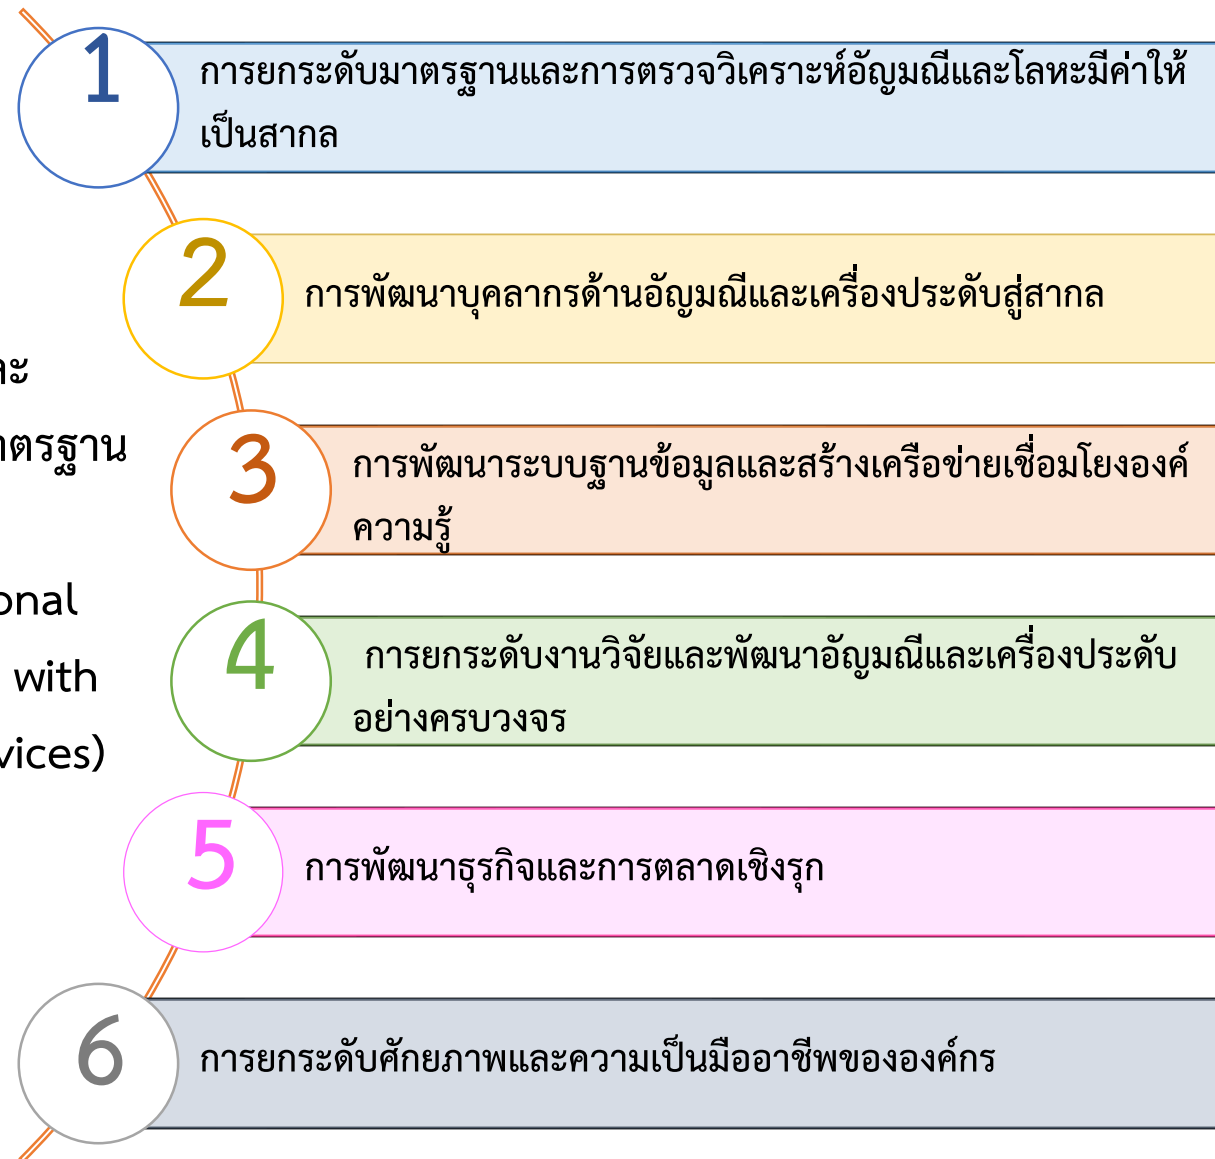 1
การยกระดับมาตรฐานและการตรวจวิเคราะห์อัญมณีและโลหะมีค่าให้
เป็นสากล
2
การพัฒนาบุคลากรด้านอัญมณีและเครื่องประดับสู่สากล
3
การพัฒนาระบบฐานข้อมูลและสร้างเครือข่ายเชื่อมโยงองค์
ความรู้
with
4
การยกระดับงานวิจัยและพัฒนาอัญมณีและเครื่องประดับ
อย่างครบวงจร
5
การพัฒนาธุรกิจและการตลาดเชิงรุก
6
การยกระดับศักยภาพและความเป็นมืออาชีพขององค์กร